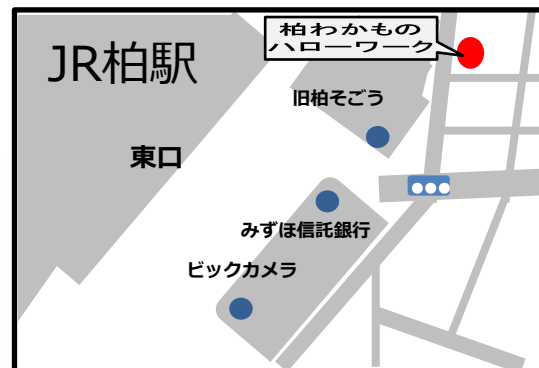 柏わかもの
ハローワーク
JR柏駅
旧柏そごう
東口
みずほ信託銀行
ビックカメラ